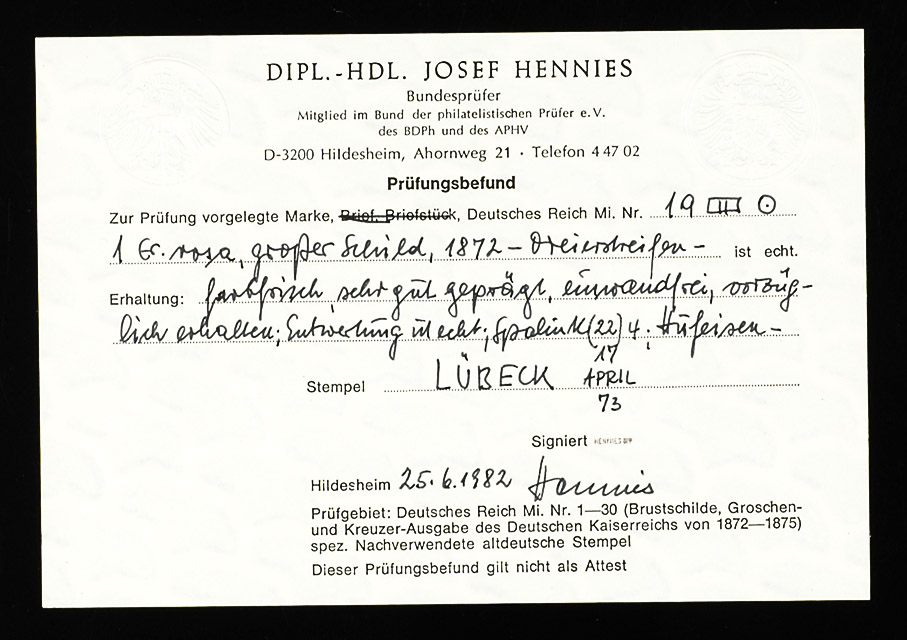 DIPL.-HDL. JOSEF HENNIES
Bundesprüfer
Mitglied im Bund der philatelistischen Prüfer e.V.
des BDPh und des APHV
D-3200 Hildesheim, Ahornweg 21 · Telefon 4 47 02
Prüfungsbefund
Zur Prüfung vorgelegte Marke, Brief, Briefstück, Deutsches Reich Mi. Nr. 19
1 Gr. rosa, großer Schild, 1872 – Dreierstreifen – ist echt.
Erhaltung: farbfrisch, sehr gut geprägt, einwandfrei, vorzüg-
lich erhalten; Entwertung ist echt; Spalink (22) 4; Hufeisen-
Stempel LÜBECK 17 APRIL 73
Signiert HENNIES BPP
Hildesheim 25.6.1982 Hennies
Prüfgebiet: Deutsches Reich Mi. Nr. 1—30 (Brustschilde, Groschen-
und Kreuzer-Ausgabe des Deutschen Kaiserreichs von 1872—1875)
spez. Nachverwendete altdeutsche Stempel
Dieser Prüfungsbefund gilt nicht als Attest